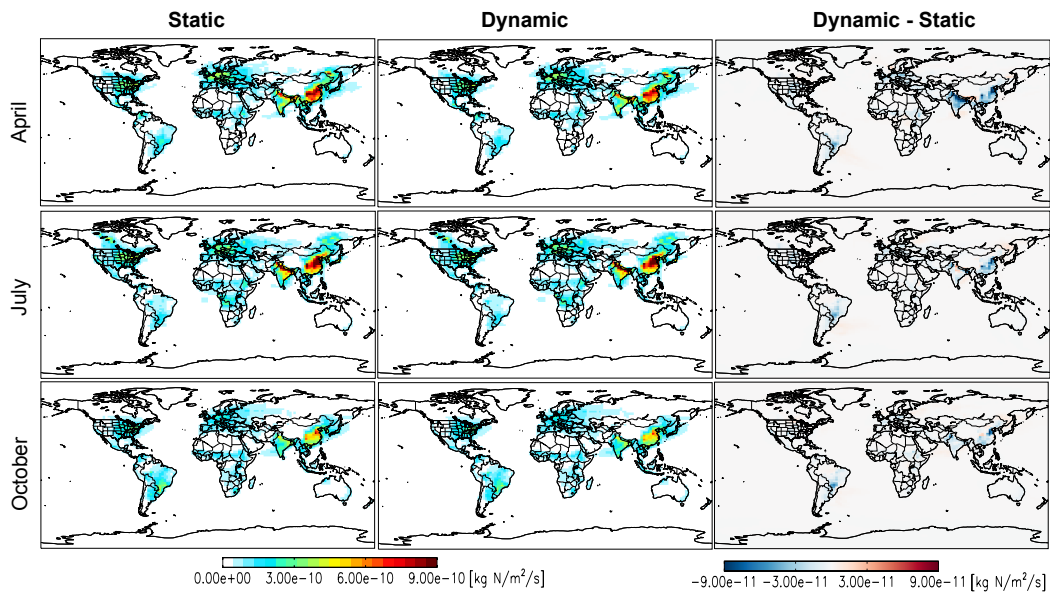 Static Dynamic Dynamic - Static
April
July
October
0.00e+00 3.00e-10 6.00e-10 9.00e-10 [kg N/m²/s]
-9.00e-11 -3.00e-11 3.00e-11 9.00e-11 [kg N/m²/s]